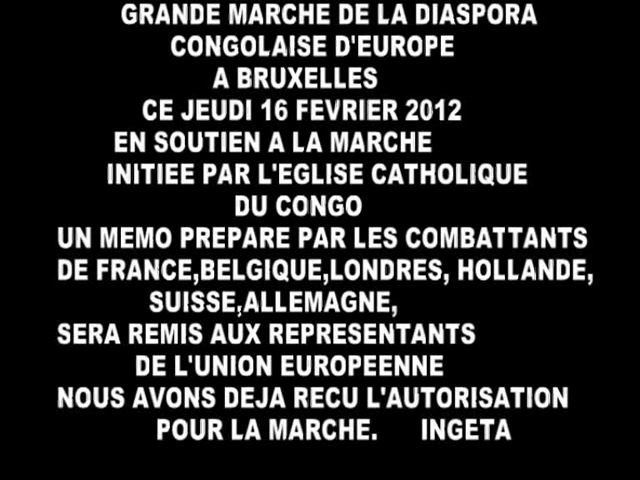 GRANDE MARCHE DE LA DIASPORA
CONGOLAISE D'EUROPE
A BRUXELLES
CE JEUDI 16 FEVRIER 2012
EN SOUTIEN A LA MARCHE
INITIEE PAR L'EGLISE CATHOLIQUE
DU CONGO
UN MEMO PREPARE PAR LES COMBATTANTS
DE FRANCE,BELGIQUE,LONDRES, HOLLANDE,
SUISSE,ALLEMAGNE,
SERA REMIS AUX REPRESENTANTS
DE L'UNION EUROPEENNE
NOUS AVONS DEJA RECU L'AUTORISATION
POUR LA MARCHE. INGETA